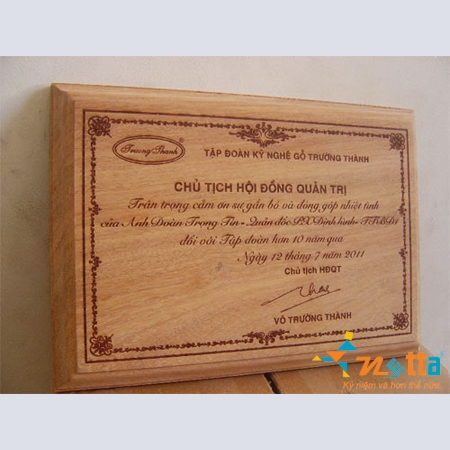 Truong Thanh
®
TẬP ĐOÀN KỸ NGHỆ GỖ TRƯỜNG THÀNH
CHỦ TỊCH HỘI ĐỒNG QUẢN TRỊ
Trân trọng cảm ơn sự gắn bó và đóng góp nhiệt tình
của Anh Đoàn Trọng Tín - Quản đốc PX Định hình -
đối với Tập đoàn hơn 10 năm qua
Ngày 12 tháng 7 năm 2011
Chủ tịch HĐQT
VÕ TRƯỜNG THÀNH
netta
Kỷ niệm và hơn thế nữa